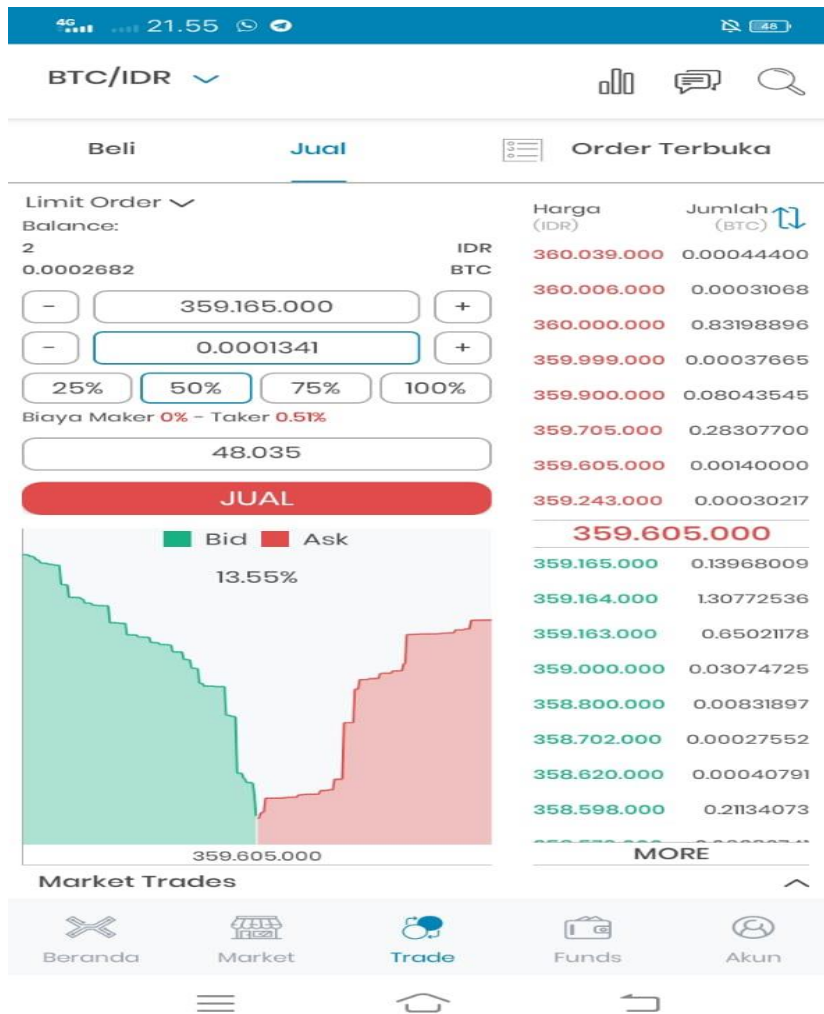 4G 21.55 48
BTC/IDR
Beli Jual Order Terbuka
Limit Order
Balance:
2 IDR
0.0002682 BTC
- 359.165.000 +
- 0.0001341 +
25% 50% 75% 100%
Biaya Maker 0% - Taker 0.51%
48.035
JUAL
Bid Ask
13.55%
359.605.000
Harga Jumlah
(IDR) (BTC)
360.039.000 0.00044400
360.006.000 0.00031068
360.000.000 0.83198896
359.999.000 0.00037665
359.900.000 0.08043545
359.705.000 0.28307700
359.605.000 0.00140000
359.243.000 0.00030217
359.605.000
359.165.000 0.13968009
359.164.000 1.30772536
359.163.000 0.65021178
359.000.000 0.03074725
358.800.000 0.00831897
358.702.000 0.00027552
358.620.000 0.00040791
358.598.000 0.21134073
MORE
Market Trades
Beranda Market Trade Funds Akun